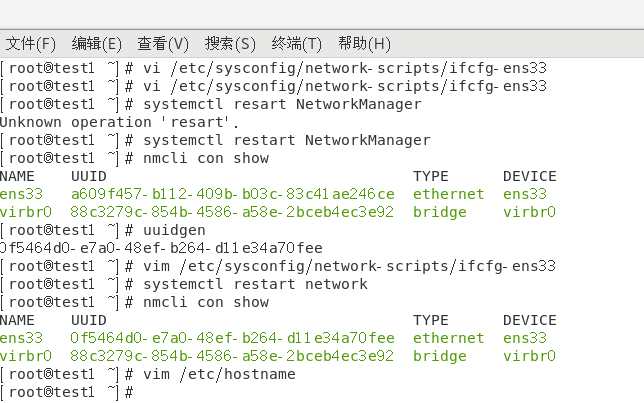 文件(F) 编辑(E) 查看(V) 搜索(S) 终端(T) 帮助(H)
[root@test1 ~]# vi /etc/sysconfig/network-scripts/ifcfg-ens33
[root@test1 ~]# vi /etc/sysconfig/network-scripts/ifcfg-ens33
[root@test1 ~]# systemctl resart NetworkManager
Unknown operation 'resart'.
[root@test1 ~]# systemctl restart NetworkManager
[root@test1 ~]# nmcli con show
NAME UUID TYPE DEVICE
ens33 a609f457-b112-409b-b03c-83c41ae246ce ethernet ens33
virbr0 88c3279c-854b-4586-a58e-2bceb4ec3e92 bridge virbr0
[root@test1 ~]# uuidgen
0f5464d0-e7a0-48ef-b264-d11e34a70fee
[root@test1 ~]# vim /etc/sysconfig/network-scripts/ifcfg-ens33
[root@test1 ~]# systemctl restart network
[root@test1 ~]# nmcli con show
NAME UUID TYPE DEVICE
ens33 0f5464d0-e7a0-48ef-b264-d11e34a70fee ethernet ens33
virbr0 88c3279c-854b-4586-a58e-2bceb4ec3e92 bridge virbr0
[root@test1 ~]# vim /etc/hostname
[root@test1 ~]#